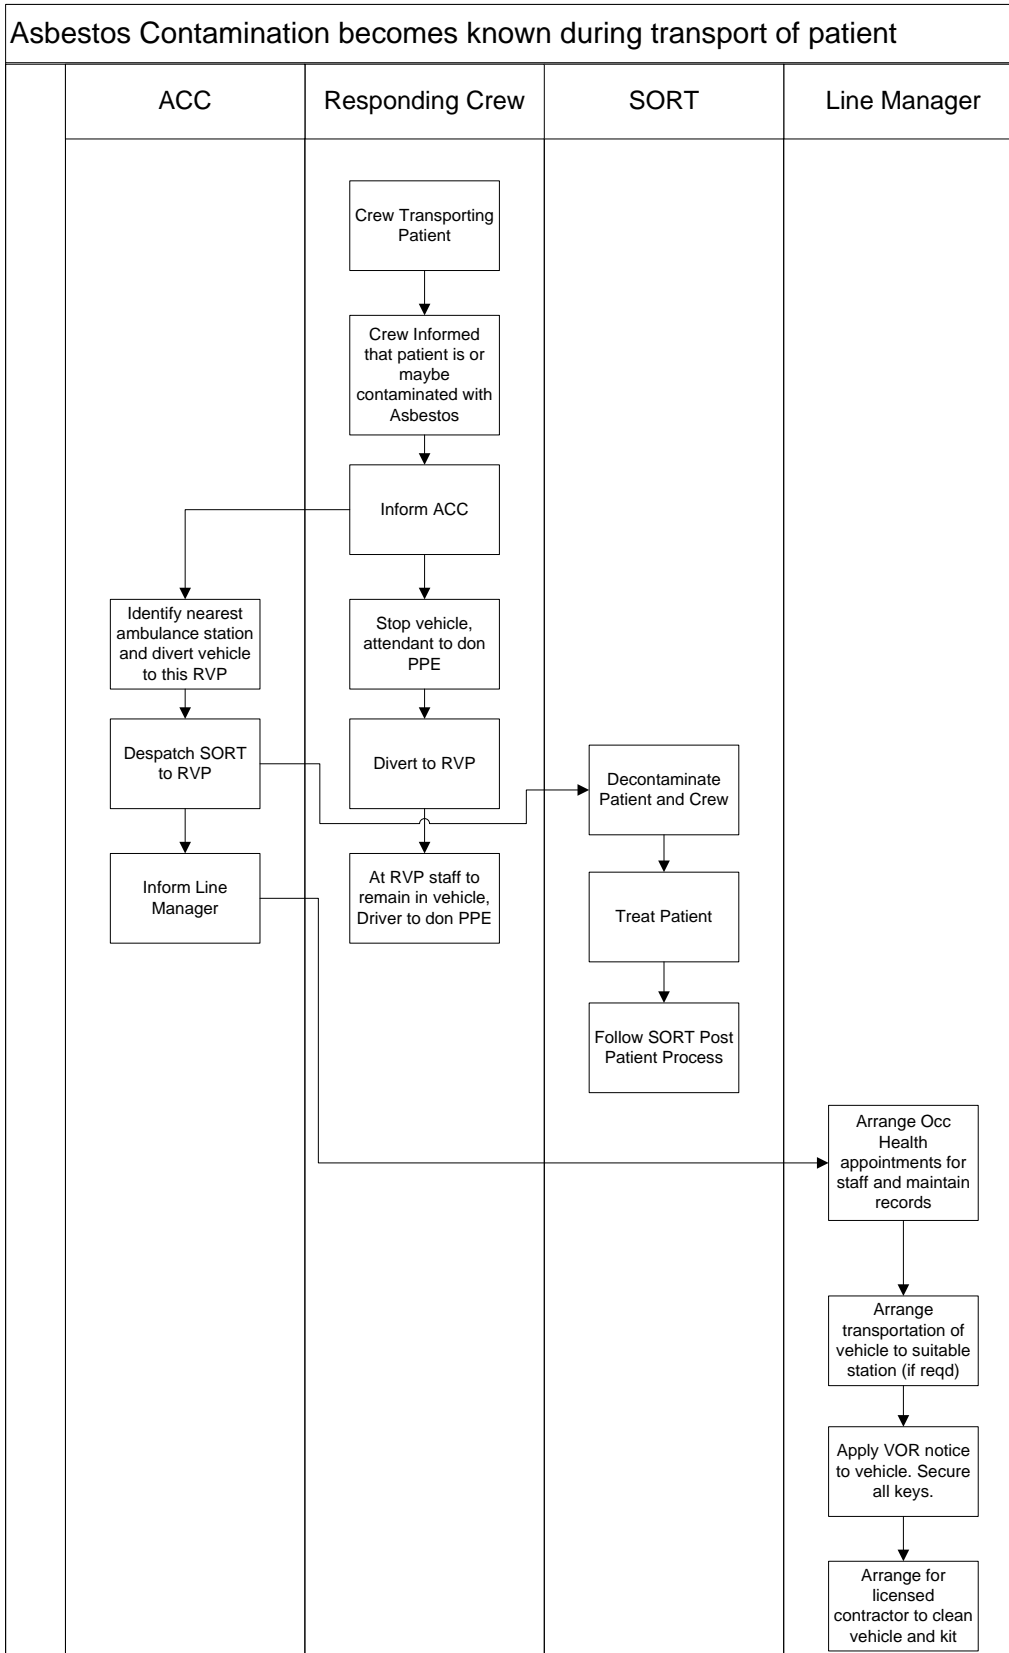 Asbestos Contamination becomes known during transport of patient
ACC
Responding Crew
SORT
Line Manager
Crew Transporting
Patient
Crew Informed
that patient is or
maybe
contaminated with
Asbestos
Inform ACC
Identify nearest
ambulance station
and divert vehicle
to this RVP
Stop vehicle,
attendant to don
PPE
Despatch SORT
to RVP
Divert to RVP
Decontaminate
Patient and Crew
Inform Line
Manager
At RVP staff to
remain in vehicle,
Driver to don PPE
Treat Patient
Follow SORT Post
Patient Process
Arrange Occ
Health
appointments for
staff and maintain
records
Arrange
transportation of
vehicle to suitable
station (if reqd)
Apply VOR notice
to vehicle. Secure
all keys.
Arrange for
licensed
contractor to clean
vehicle and kit